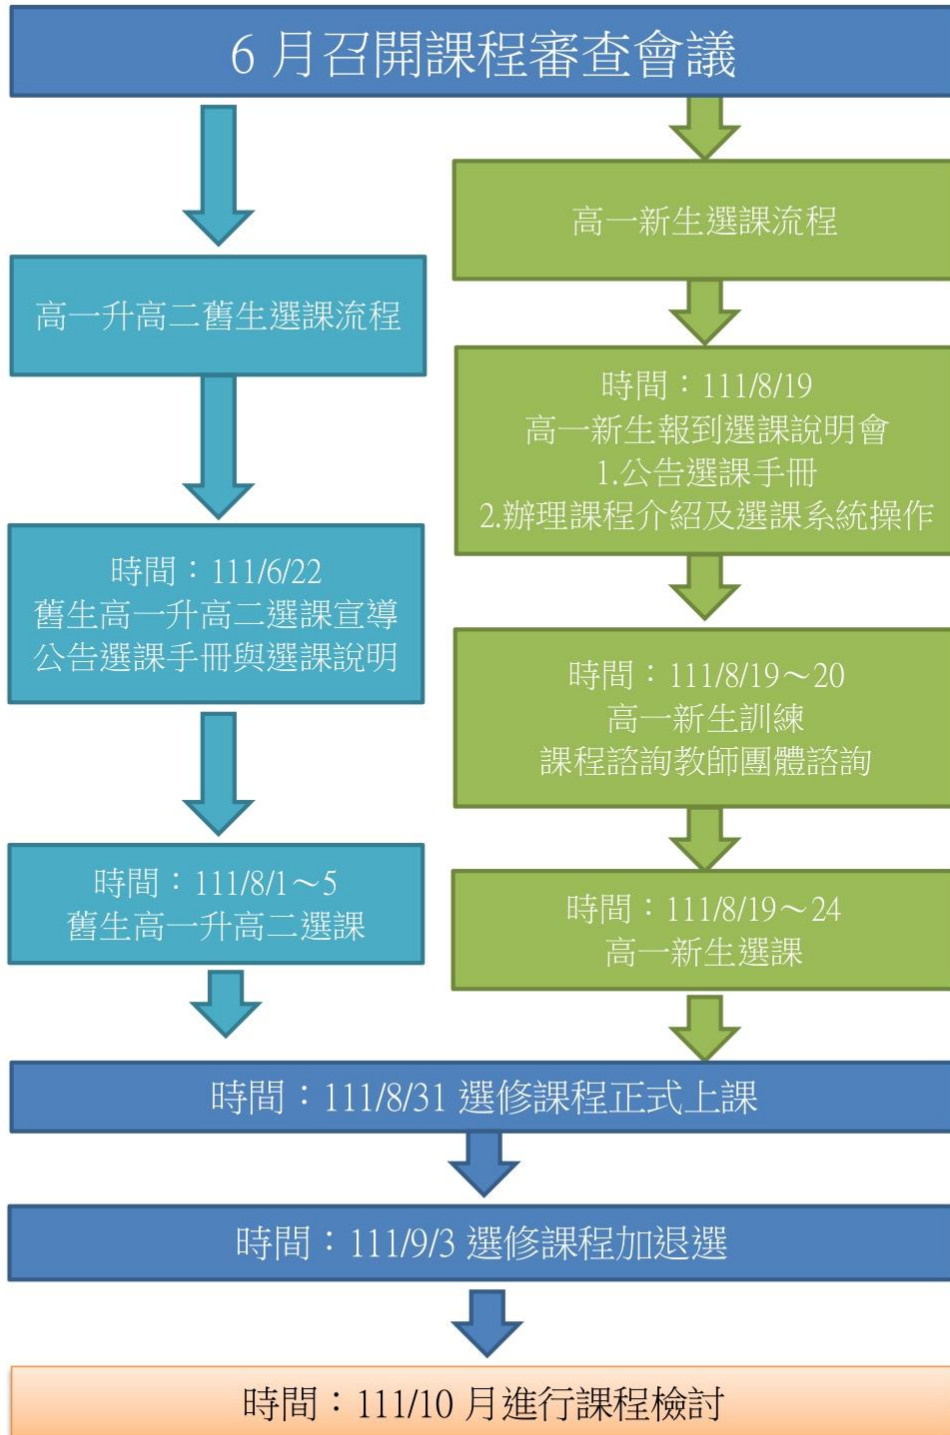 6 月召開課程審查會議
高一升高二舊生選課流程
時間：111/6/22
舊生高一升高二選課宣導
公告選課手冊與選課說明
時間：111/8/1～5
舊生高一升高二選課
高一新生選課流程
時間：111/8/19
高一新生報到選課說明會
1.公告選課手冊
2.辦理課程介紹及選課系統操作
時間：111/8/19～20
高一新生訓練
課程諮詢教師團體諮詢
時間：111/8/19～24
高一新生選課
時間：111/8/31 選修課程正式上課
時間：111/9/3 選修課程加退選
時間：111/10 月進行課程檢討